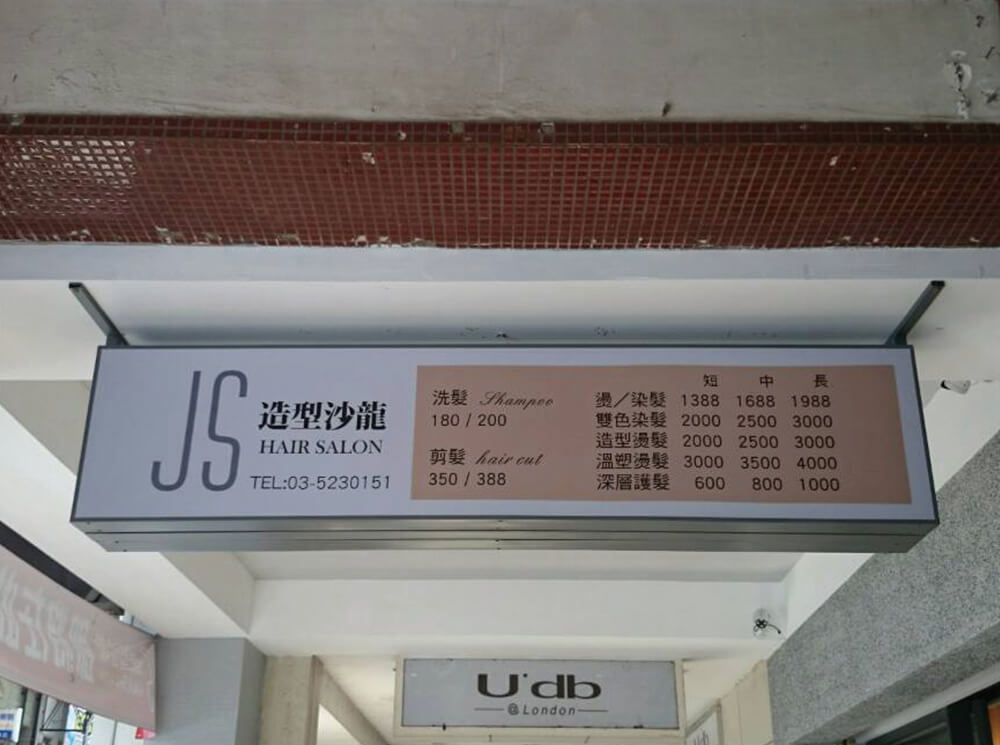 JS
造型沙龍
HAIR SALON
TEL:03-5230151
洗髮 Shampoo
180 / 200
剪髮 hair cut
350 / 388
短 中 長
燙／染髮 1388 1688 1988
雙色染髮 2000 2500 3000
造型燙髮 2000 2500 3000
溫塑燙髮 3000 3500 4000
深層護髮 600 800 1000
U'db
@London